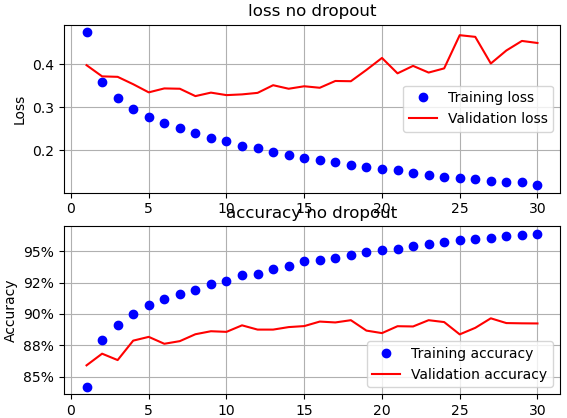 loss no dropout
Loss
0.4
0.3
0.2
Training loss
Validation loss
0 5 10 15 20 25 30
accuracy no dropout
Accuracy
95%
92%
90%
88%
85%
Training accuracy
Validation accuracy
0 5 10 15 20 25 30